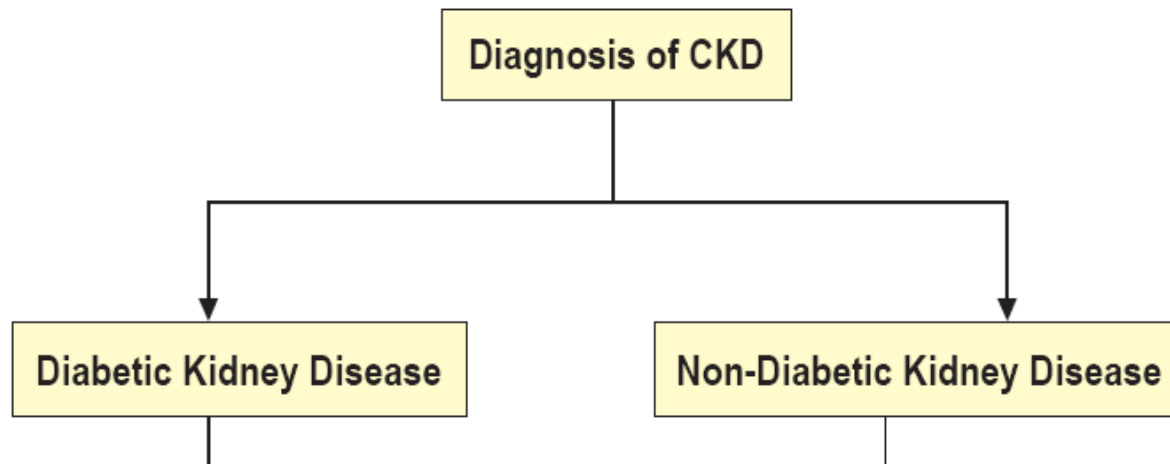 Diagnosis of CKD
Diabetic Kidney Disease
Non-Diabetic Kidney Disease